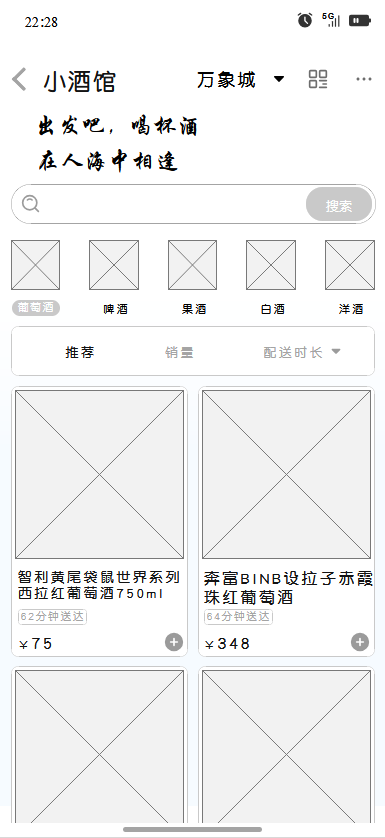 22:28
5G
小酒馆
万象城
出发吧，喝杯酒
在人海中相逢
搜索
葡萄酒 啤酒 果酒 白酒 洋酒
推荐 销量 配送时长
智利黄尾袋鼠世界系列
西拉红葡萄酒750ml
62分钟送达
￥75
奔富BINB设拉子赤霞
珠红葡萄酒
64分钟送达
￥348